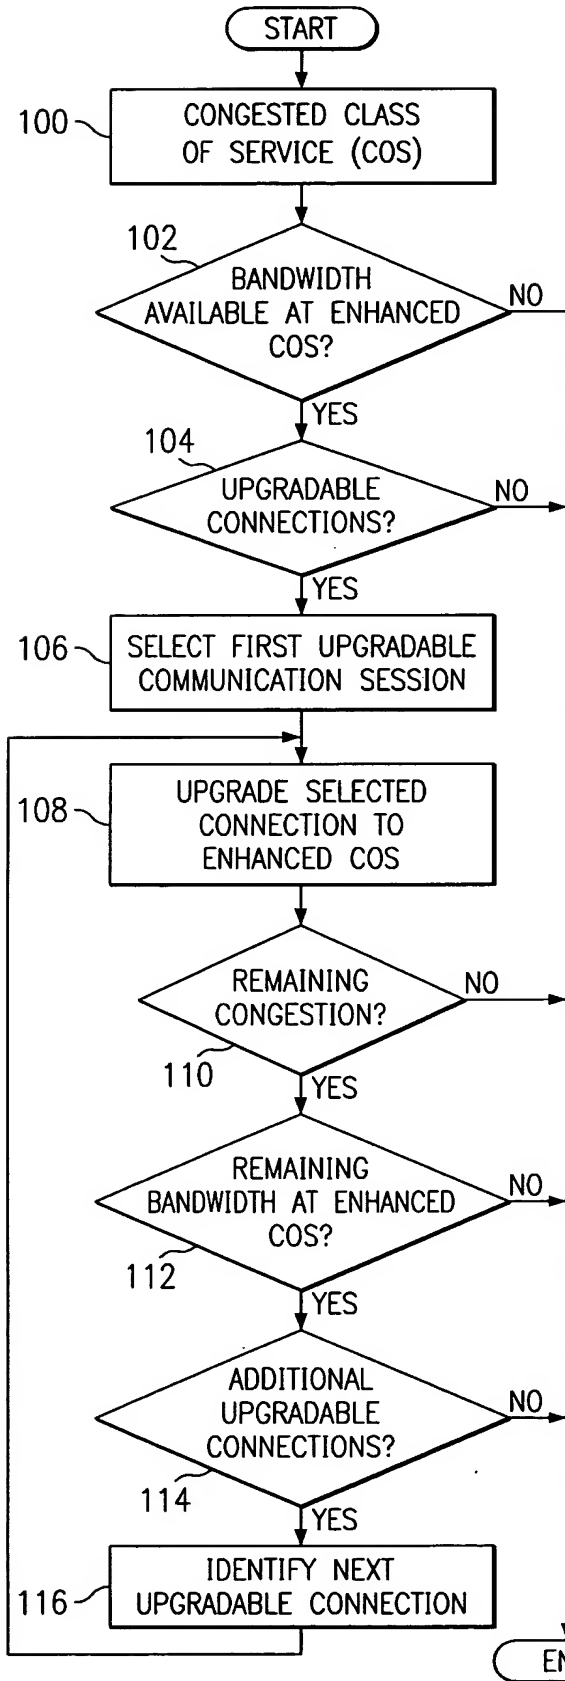 START
100
CONGESTED CLASS
OF SERVICE (COS)
102
BANDWIDTH
AVAILABLE AT ENHANCED
COS?
NO
YES
104
UPGRADABLE
CONNECTIONS?
NO
YES
106
SELECT FIRST UPGRADABLE
COMMUNICATION SESSION
108
UPGRADE SELECTED
CONNECTION TO
ENHANCED COS
REMAINING
CONGESTION?
NO
110
YES
REMAINING
BANDWIDTH AT ENHANCED
COS?
NO
112
YES
ADDITIONAL
UPGRADABLE
CONNECTIONS?
NO
114
YES
116
IDENTIFY NEXT
UPGRADABLE CONNECTION